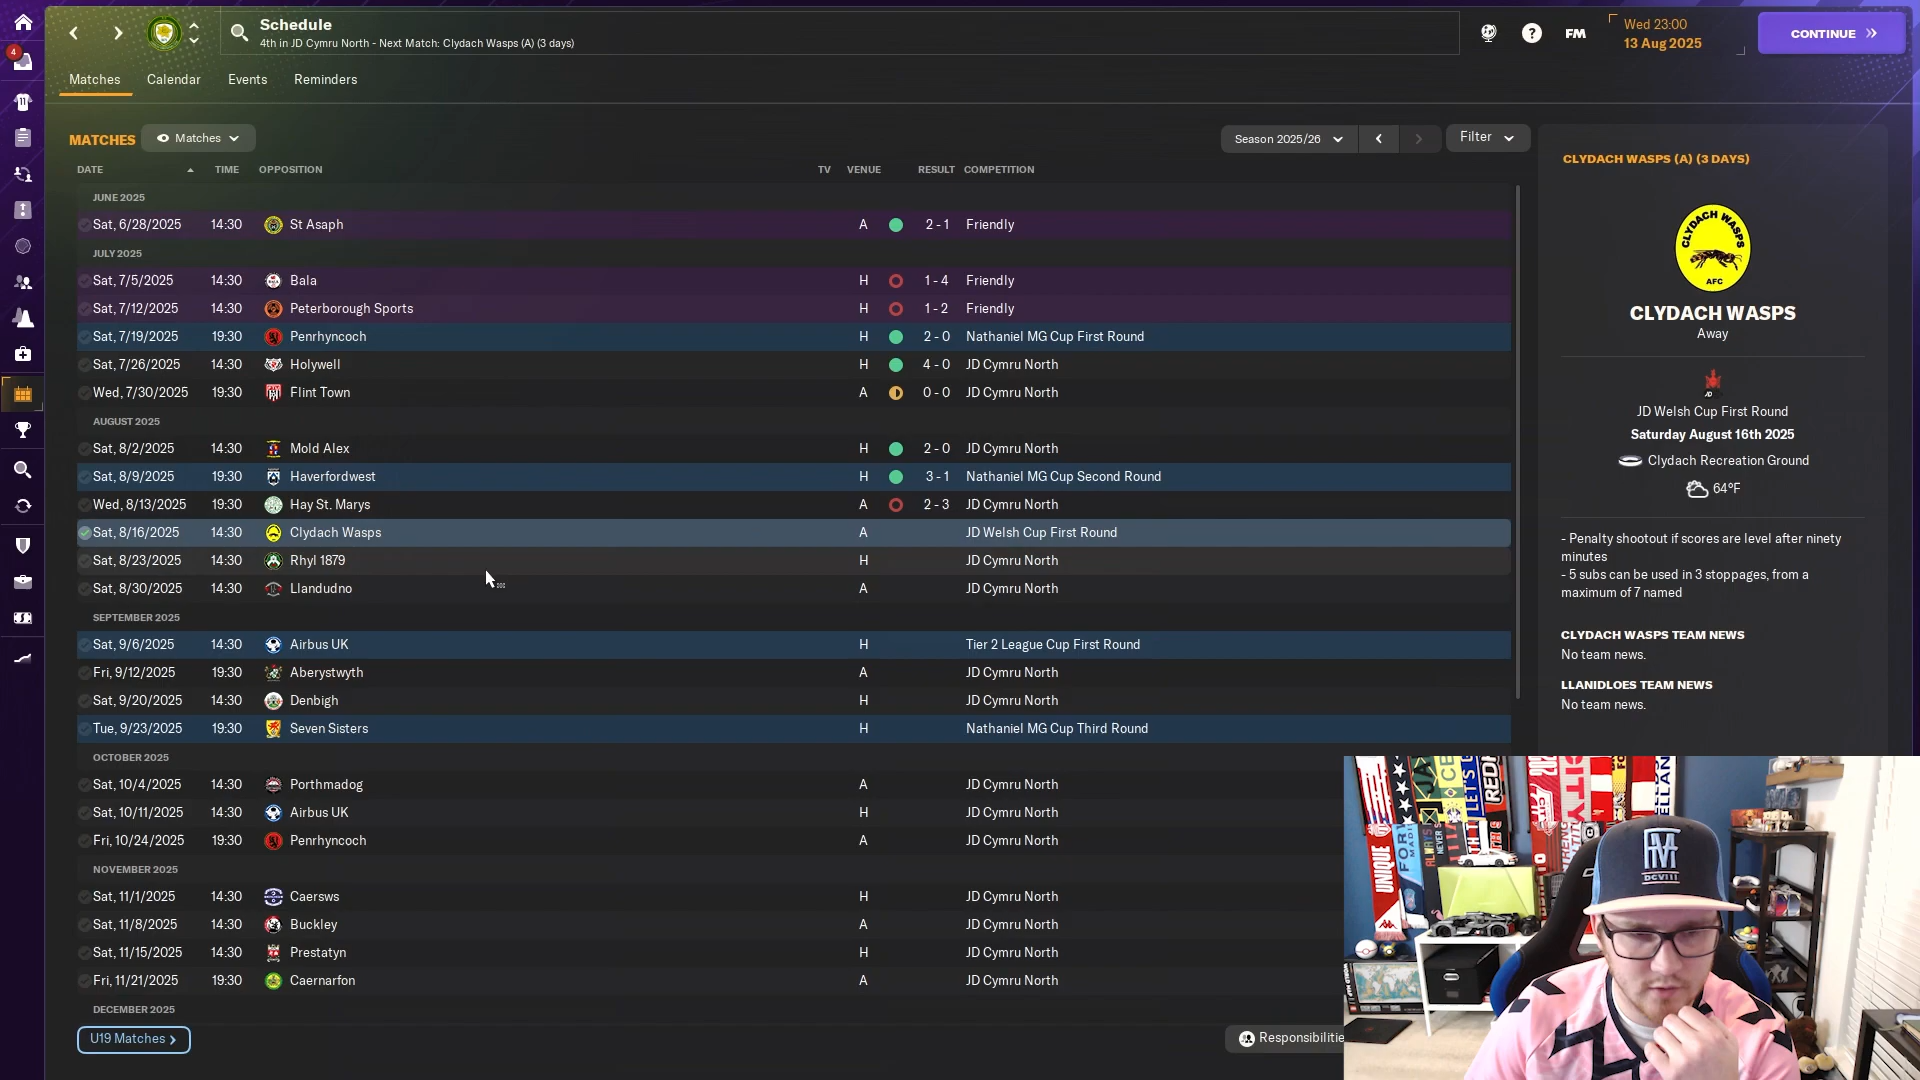 Schedule
4th in JD Cymru North - Next Match: Clydach Wasps (A) (3 days)
FM
Wed 23:00
13 Aug 2025
CONTINUE
4
Matches Calendar Events Reminders
MATCHES Matches
Season 2025/26 Filter
DATE TIME OPPOSITION TV VENUE RESULT COMPETITION
JUNE 2025
Sat, 6/28/2025 14:30 St Asaph A 2 - 1 Friendly
JULY 2025
Sat, 7/5/2025 14:30 Bala H 1 - 4 Friendly
Sat, 7/12/2025 14:30 Peterborough Sports H 1 - 2 Friendly
Sat, 7/19/2025 19:30 Penrhyncoch H 2 - 0 Nathaniel MG Cup First Round
Sat, 7/26/2025 14:30 Holywell H 4 - 0 JD Cymru North
Wed, 7/30/2025 19:30 Flint Town A 0 - 0 JD Cymru North
AUGUST 2025
Sat, 8/2/2025 14:30 Mold Alex H 2 - 0 JD Cymru North
Sat, 8/9/2025 19:30 Haverfordwest H 3 - 1 Nathaniel MG Cup Second Round
Wed, 8/13/2025 19:30 Hay St. Marys A 2 - 3 JD Cymru North
Sat, 8/16/2025 14:30 Clydach Wasps A JD Welsh Cup First Round
Sat, 8/23/2025 14:30 Rhyl 1879 H JD Cymru North
Sat, 8/30/2025 14:30 Llandudno A JD Cymru North
SEPTEMBER 2025
Sat, 9/6/2025 14:30 Airbus UK H Tier 2 League Cup First Round
Fri, 9/12/2025 19:30 Aberystwyth A JD Cymru North
Sat, 9/20/2025 14:30 Denbigh H JD Cymru North
Tue, 9/23/2025 19:30 Seven Sisters H Nathaniel MG Cup Third Round
OCTOBER 2025
Sat, 10/4/2025 14:30 Porthmadog A JD Cymru North
Sat, 10/11/2025 14:30 Airbus UK H JD Cymru North
Fri, 10/24/2025 19:30 Penrhyncoch A JD Cymru North
NOVEMBER 2025
Sat, 11/1/2025 14:30 Caersws H JD Cymru North
Sat, 11/8/2025 14:30 Buckley A JD Cymru North
Sat, 11/15/2025 14:30 Prestatyn H JD Cymru North
Fri, 11/21/2025 19:30 Caernarfon A JD Cymru North
DECEMBER 2025
U19 Matches
Responsibilitie
CLYDACH WASPS (A) (3 DAYS)
CLYDACH WASPS
AFC
CLYDACH WASPS
Away
JD
JD Welsh Cup First Round
Saturday August 16th 2025
Clydach Recreation Ground
64°F
- Penalty shootout if scores are level after ninety
minutes
- 5 subs can be used in 3 stoppages, from a
maximum of 7 named
CLYDACH WASPS TEAM NEWS
No team news.
LLANIDLOES TEAM NEWS
No team news.
UNIQUE
CITY
DCVIII